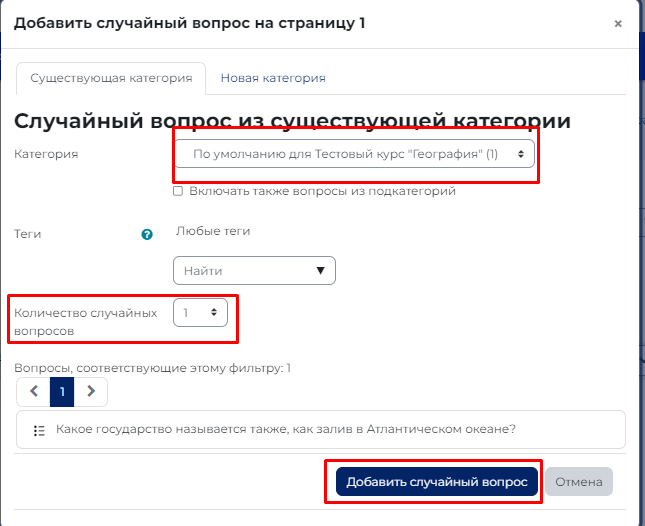 Добавить случайный вопрос на страницу 1
×
Существующая категория
Новая категория
Случайный вопрос из существующей категории
Категория
По умолчанию для Тестовый курс "География" (1)
Включать также вопросы из подкатегорий
Теги
Любые теги
Найти
Количество случайных
вопросов
1
Вопросы, соответствующие этому фильтру: 1
1
Какое государство называется также, как залив в Атлантическом океане?
Добавить случайный вопрос
Отмена